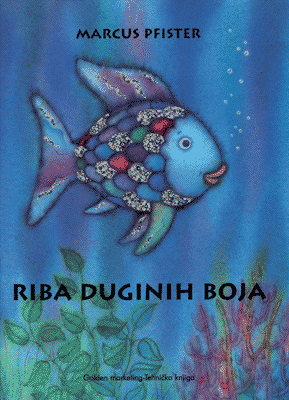 MARCUS PFISTER
RIBA DUGINIH BOJA
Golden marketing-Tehnička knjiga